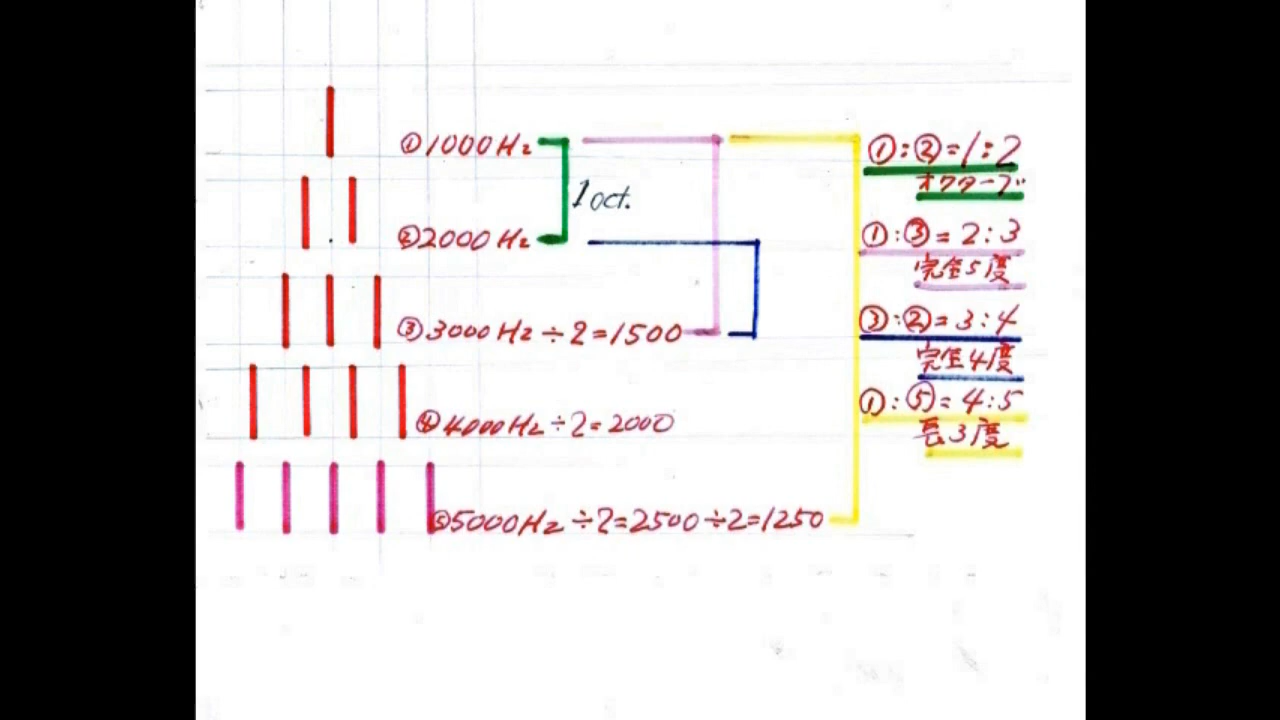 ①1000Hz
1oct.
②2000Hz
③3000Hz÷2=1500
④4000Hz÷2=2000
⑤5000Hz÷2=2500÷2=1250
①:②=1:2
オクターブ
①:③=2:3
完全5度
③:②=3:4
完全4度
①:⑤=4:5
長3度